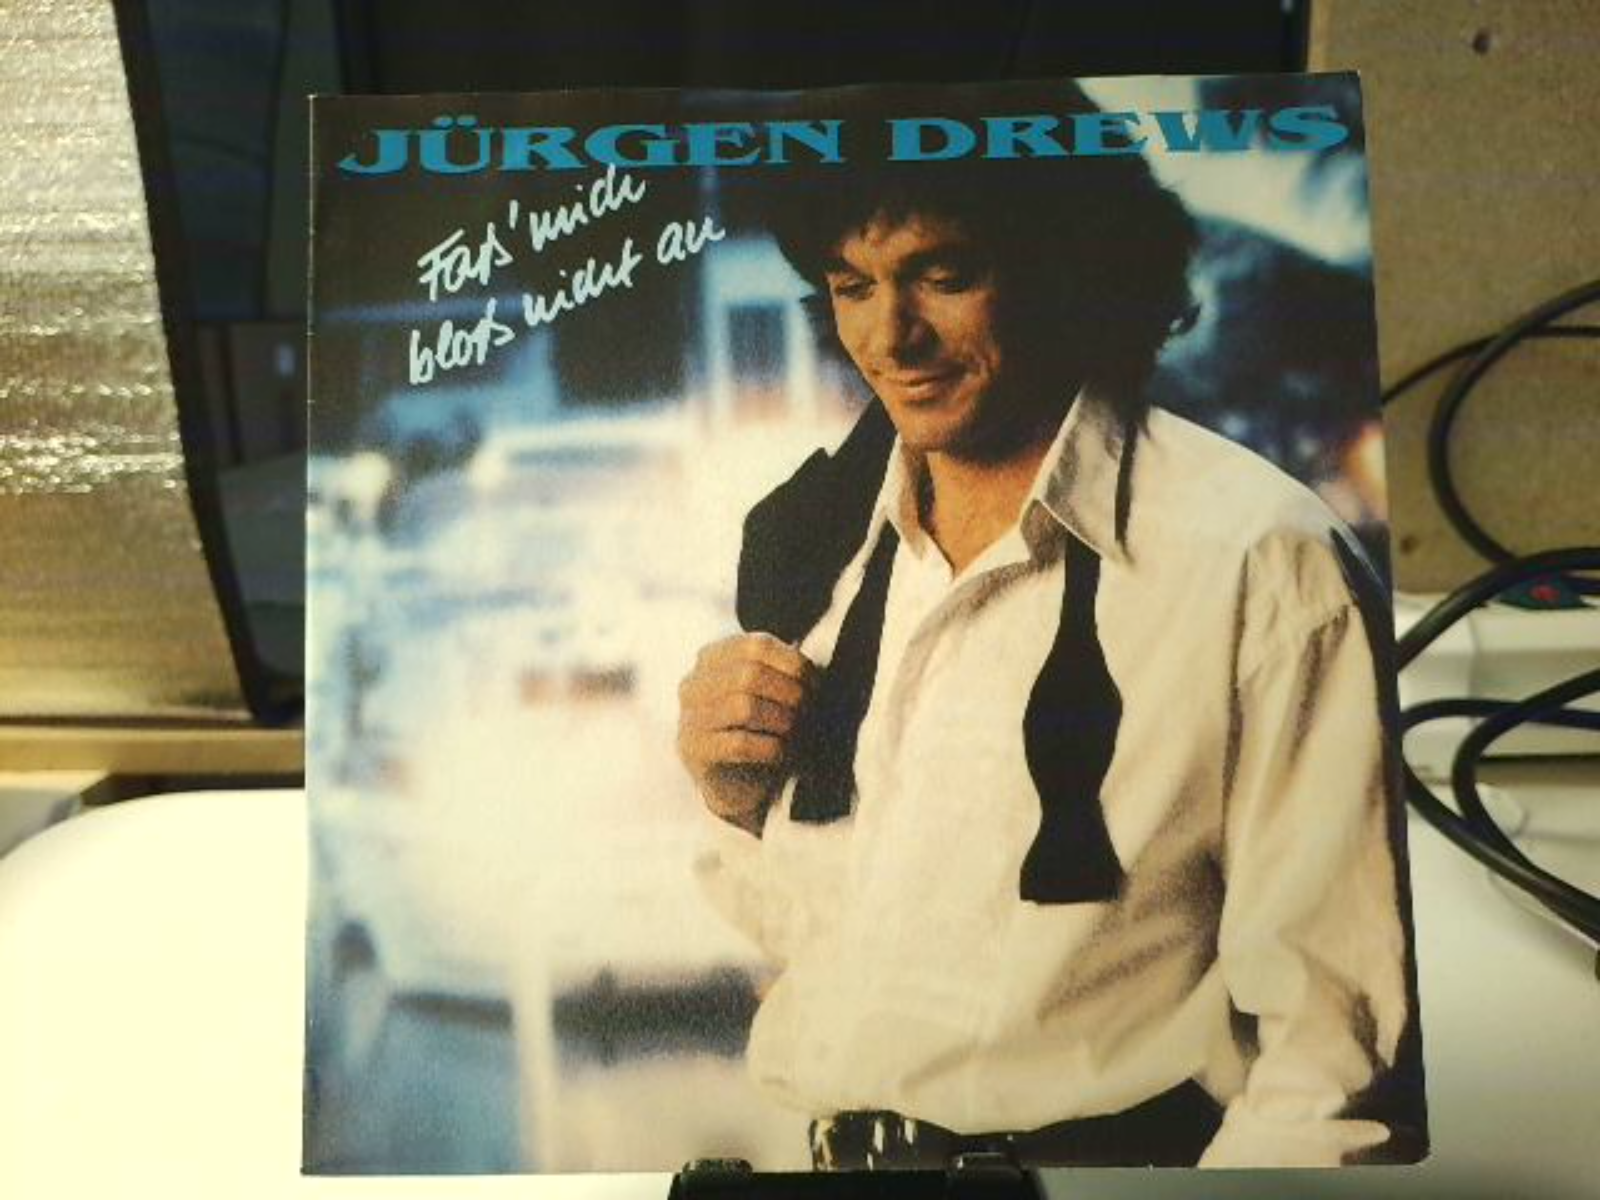 JÜRGEN DREWS
Faß' mich
bloß nicht an